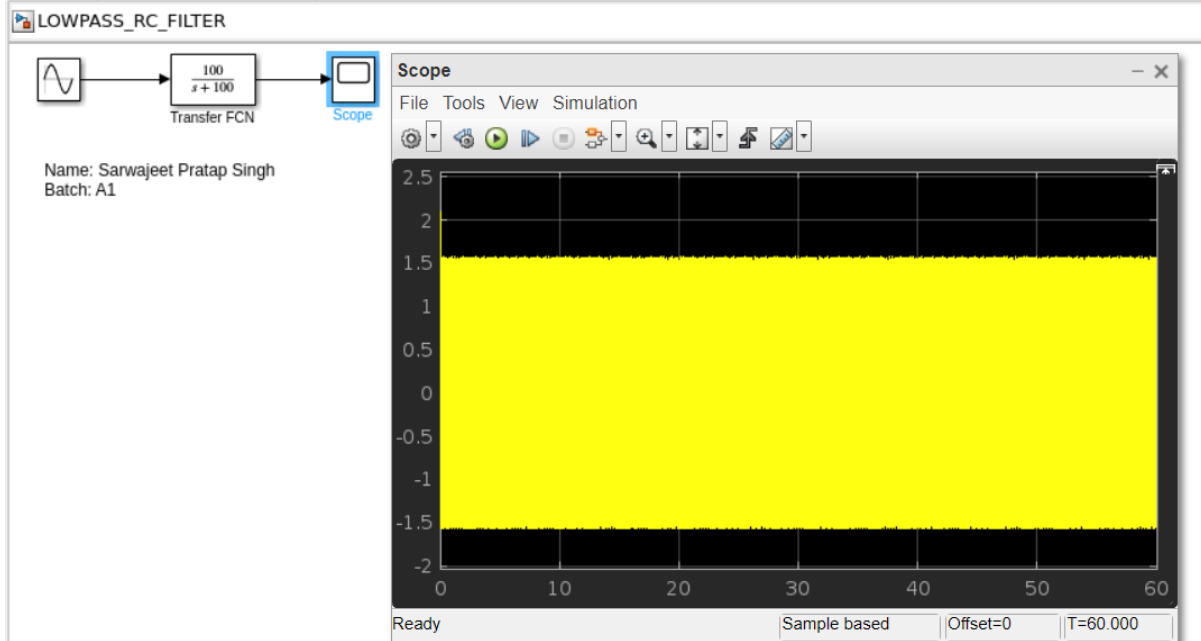 LOWPASS_RC_FILTER
100
s + 100
Transfer FCN
Scope
Name: Sarwajeet Pratap Singh
Batch: A1
Scope
File Tools View Simulation
2.5
2
1.5
1
0.5
0
-0.5
-1
-1.5
-2
0 10 20 30 40 50 60
Ready Sample based Offset=0 T=60.000